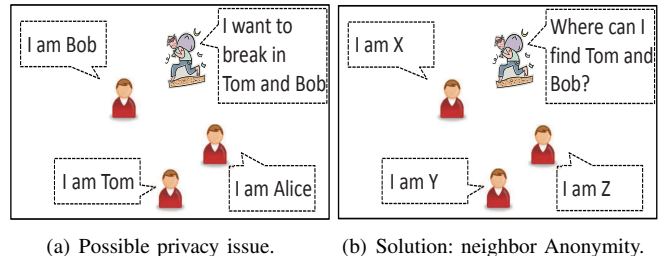 I am Bob
I want to
break in
Tom and Bob
I am Tom
I am Alice
(a) Possible privacy issue.
I am X
Where can I
find Tom and
Bob?
I am Y
I am Z
(b) Solution: neighbor Anonymity.